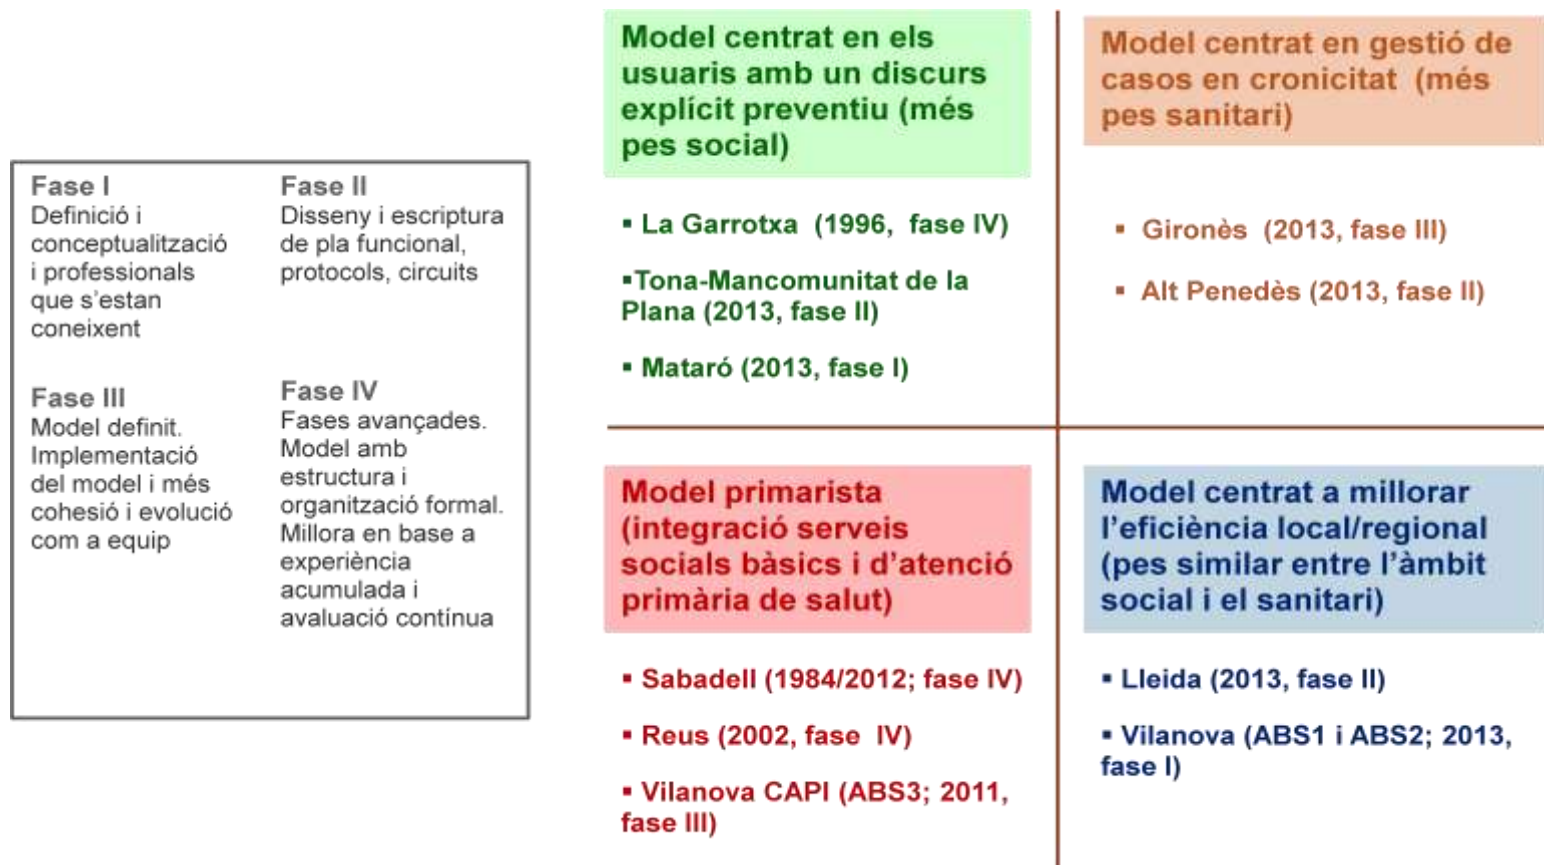 Fase I
Definició i
conceptualització
i professionals
que s’estan
coneixent
Fase II
Disseny i escriptura
de pla funcional,
protocols, circuits
Fase III
Model definit.
Implementació
del model i més
cohesió i evolució
com a equip
Fase IV
Fases avançades.
Model amb
estructura i
organització formal.
Millora en base a
experiència
acumulada i
avaluació contínua
Model centrat en els
usuaris amb un discurs
explícit preventiu (més
pes social)
▪ La Garrotxa (1996, fase IV)
▪Tona-Mancomunitat de la
Plana (2013, fase II)
▪ Mataró (2013, fase I)
Model centrat en gestió de
casos en cronicitat (més
pes sanitari)
▪ Gironès (2013, fase III)
▪ Alt Penedès (2013, fase II)
Model primarista
(integració serveis
socials bàsics i d’atenció
primària de salut)
▪ Sabadell (1984/2012; fase IV)
▪ Reus (2002, fase IV)
▪ Vilanova CAPI (ABS3; 2011,
fase III)
Model centrat a millorar
l’eficiència local/regional
(pes similar entre l’àmbit
social i el sanitari)
▪ Lleida (2013, fase II)
▪ Vilanova (ABS1 i ABS2; 2013,
fase I)